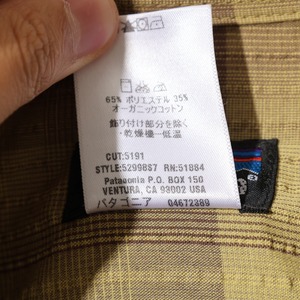 65% ポリエステル 35%
オーガニックコットン
飾り付け部分を除く
・乾燥機ー低温
CUT:5191
STYLE:5299887 RN:51884
Patagonia P.O. BOX 150
VENTURA, CA 93002 USA
パタゴニア 04672389